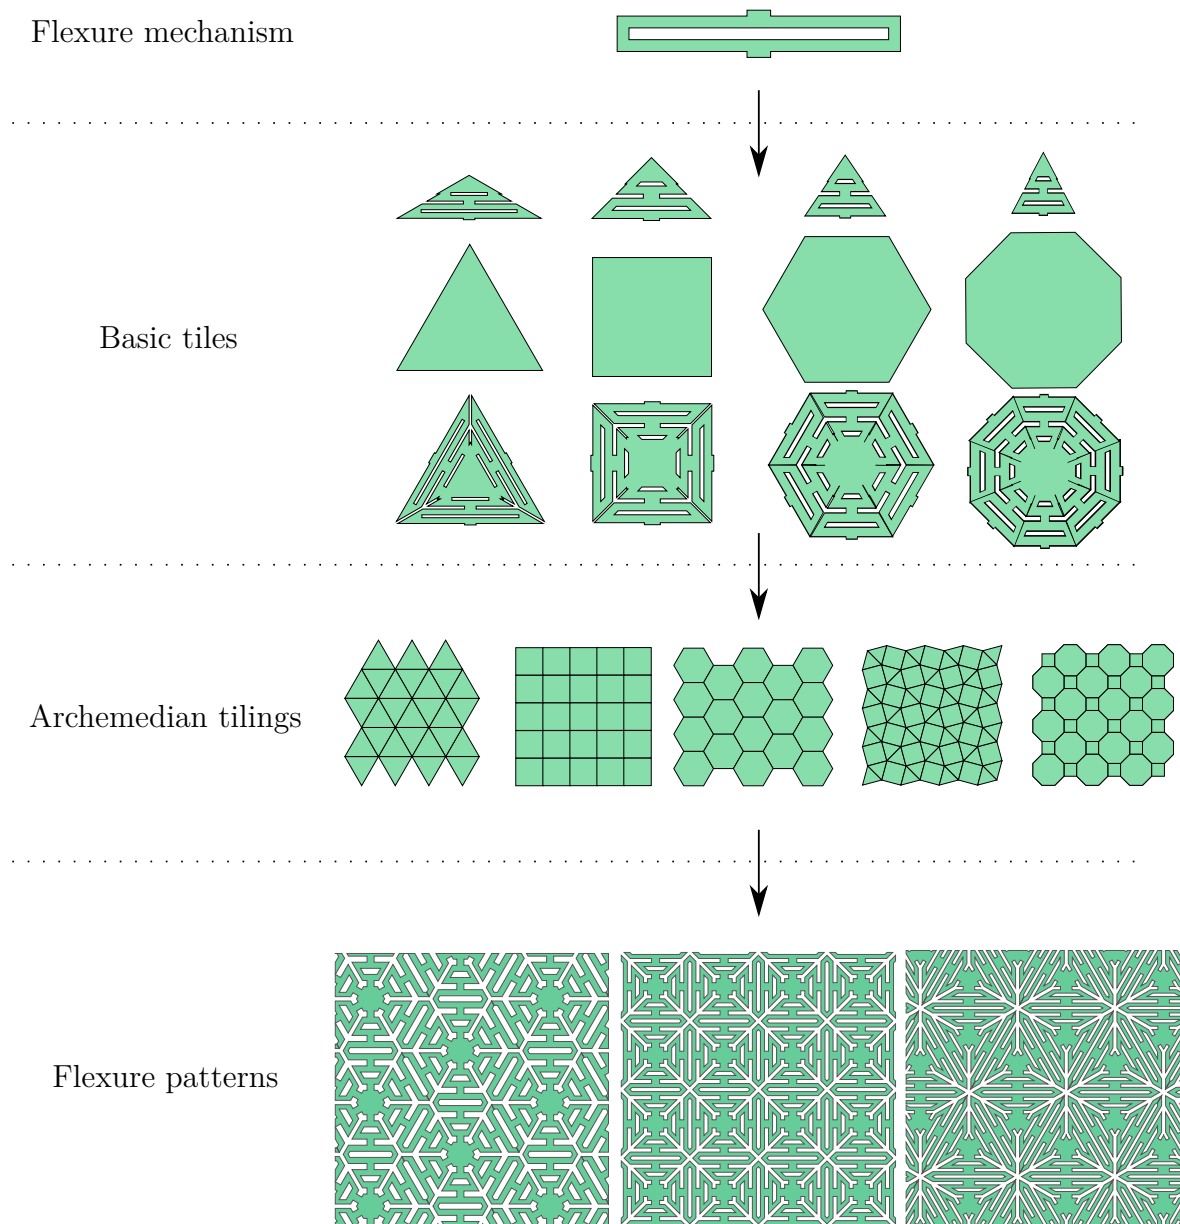 Flexure mechanism
Basic tiles
Archemedian tilings
Flexure patterns